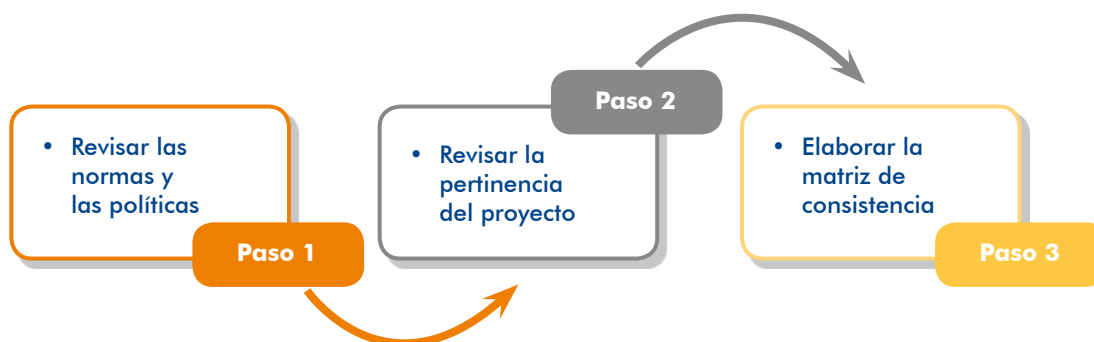 • Revisar las
normas y
las políticas
Paso 1
• Revisar la
pertinencia
del proyecto
Paso 2
• Elaborar la
matriz de
consistencia
Paso 3